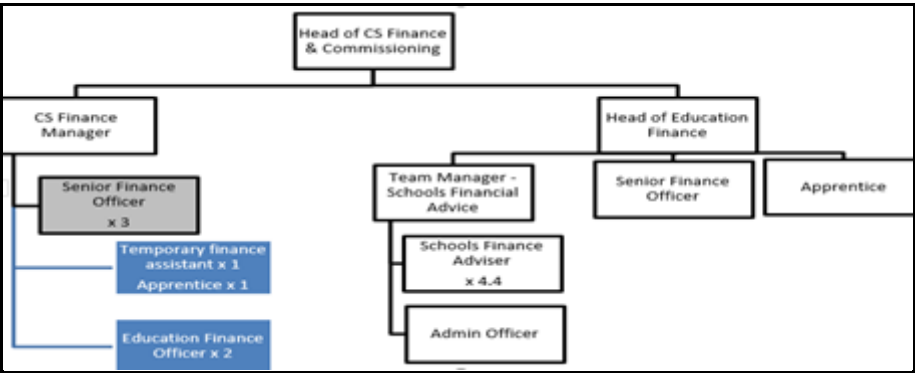 Head of CS Finance
& Commissioning
CS Finance
Manager
Head of Education
Finance
Senior Finance
Officer
x 3
Temporary finance
assistant x 1
Apprentice x 1
Education Finance
Officer x 2
Team Manager -
Schools Financial
Advice
Senior Finance
Officer
Apprentice
Schools Finance
Adviser
x 4.4
Admin Officer